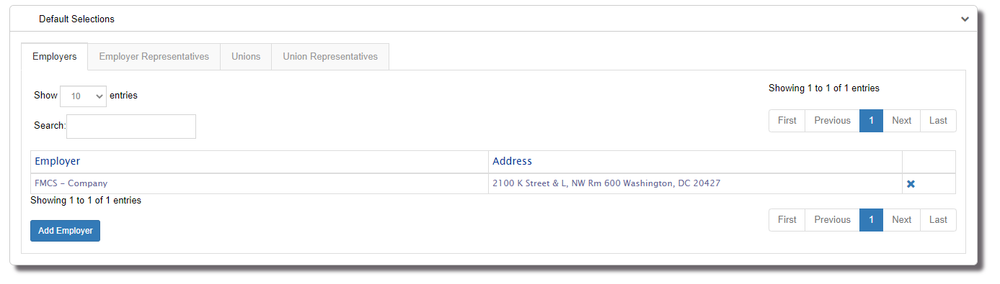 Default Selections
Employers Employer Representatives Unions Union Representatives
Showing 1 to 1 of 1 entries
Show 10 entries
First Previous 1 Next Last
Search:
Employer Address
FMCS - Company 2100 K Street & L, NW Rm 600 Washington, DC 20427
Showing 1 to 1 of 1 entries
First Previous 1 Next Last
Add Employer